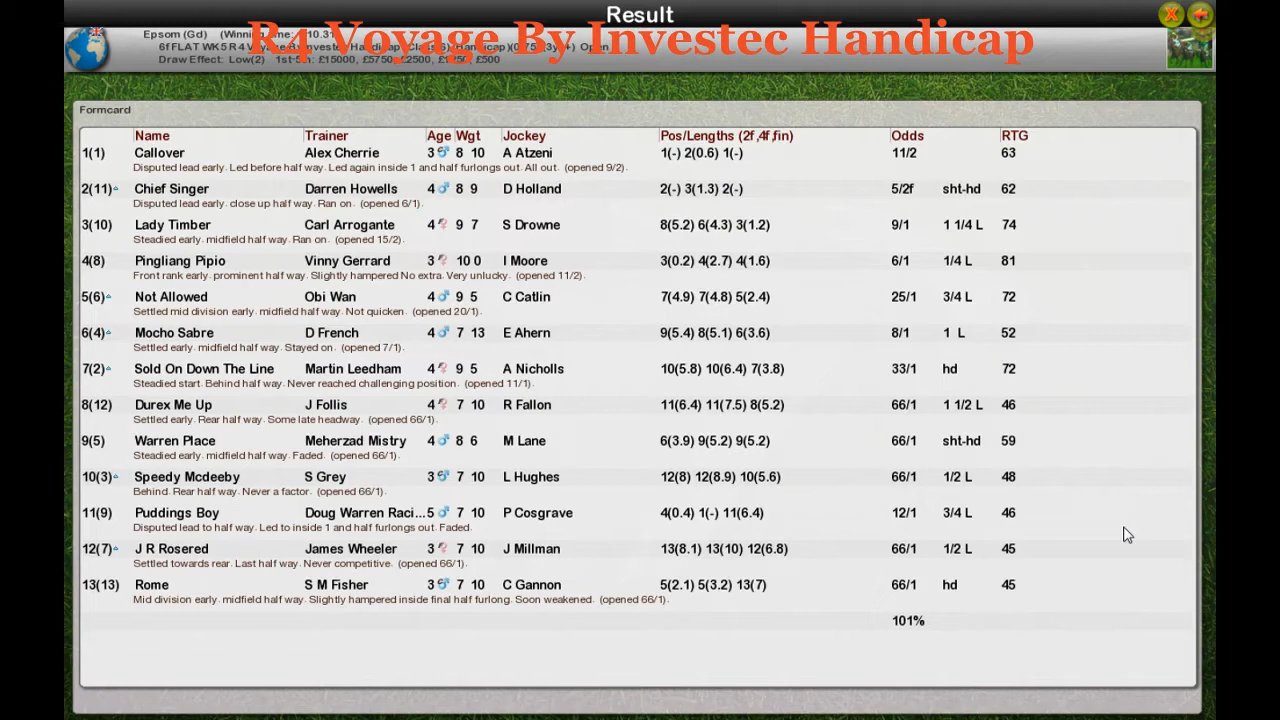 Result
R4 Voyage By Investec Handicap
Epsom (Gd)
Draw Effect: Low(2) 1st-5th: £15000, £5750, £2500, £500
Formcard
Name Trainer Age Wgt Jockey Pos/Lengths (2f,4f,fin) Odds RTG
1(1) Callover Alex Cherrie 3 8 10 A Atzeni 1(-) 2(0.6) 1(-) 11/2 63
Disputed lead early. Led before half way. Led again inside 1 and half furlongs out. All out. (opened 9/2).
2(11) Chief Singer Darren Howells 4 8 9 D Holland 2(-) 3(1.3) 2(-) 5/2f sht-hd 62
Disputed lead early. close up half way. Ran on. (opened 6/1).
3(10) Lady Timber Carl Arrogante 4 9 7 S Drowne 8(5.2) 6(4.3) 3(1.2) 9/1 1 1/4 L 74
Steadied early. midfield half way. Ran on. (opened 15/2).
4(8) Pingliang Pipio Vinny Gerrard 3 10 0 I Moore 3(0.2) 4(2.7) 4(1.6) 6/1 1/4 L 81
Front rank early. prominent half way. Slightly hampered No extra. Very unlucky. (opened 11/2).
5(6) Not Allowed Obi Wan 4 9 5 C Catlin 7(4.9) 7(4.8) 5(2.4) 25/1 3/4 L 72
Settled mid division early. midfield half way. Not quicken. (opened 20/1).
6(4) Mocho Sabre D French 4 7 13 E Ahern 9(5.4) 8(5.1) 6(3.6) 8/1 1 L 52
Settled early. midfield half way. Stayed on. (opened 7/1).
7(2) Sold On Down The Line Martin Leedham 4 9 5 A Nicholls 10(5.8) 10(6.4) 7(3.8) 33/1 hd 72
Steadied start. Behind half way. Never reached challenging position. (opened 11/1).
8(12) Durex Me Up J Follis 4 7 10 R Fallon 11(6.4) 11(7.5) 8(5.2) 66/1 1 1/2 L 46
Settled early. Rear half way. Some late headway. (opened 66/1).
9(5) Warren Place Meherzad Mistry 4 8 6 M Lane 6(3.9) 9(5.2) 9(5.2) 66/1 sht-hd 59
Steadied early. midfield half way. Faded. (opened 66/1).
10(3) Speedy Mcdeeby S Grey 3 7 10 L Hughes 12(8) 12(8.9) 10(5.6) 66/1 1/2 L 48
Behind. Rear half way. Never a factor. (opened 66/1).
11(9) Puddings Boy Doug Warren Raci... 5 7 10 P Cosgrave 4(0.4) 1(-) 11(6.4) 12/1 3/4 L 46
Disputed lead to half way. Led to inside 1 and half furlongs out. Faded.
12(7) J R Rosered James Wheeler 3 7 10 J Millman 13(8.1) 13(10) 12(6.8) 66/1 1/2 L 45
Settled towards rear. Last half way. Never competitive. (opened 66/1).
13(13) Rome S M Fisher 3 7 10 C Gannon 5(2.1) 5(3.2) 13(7) 66/1 hd 45
Mid division early. midfield half way. Slightly hampered inside final half furlong. Soon weakened. (opened 66/1).
101%